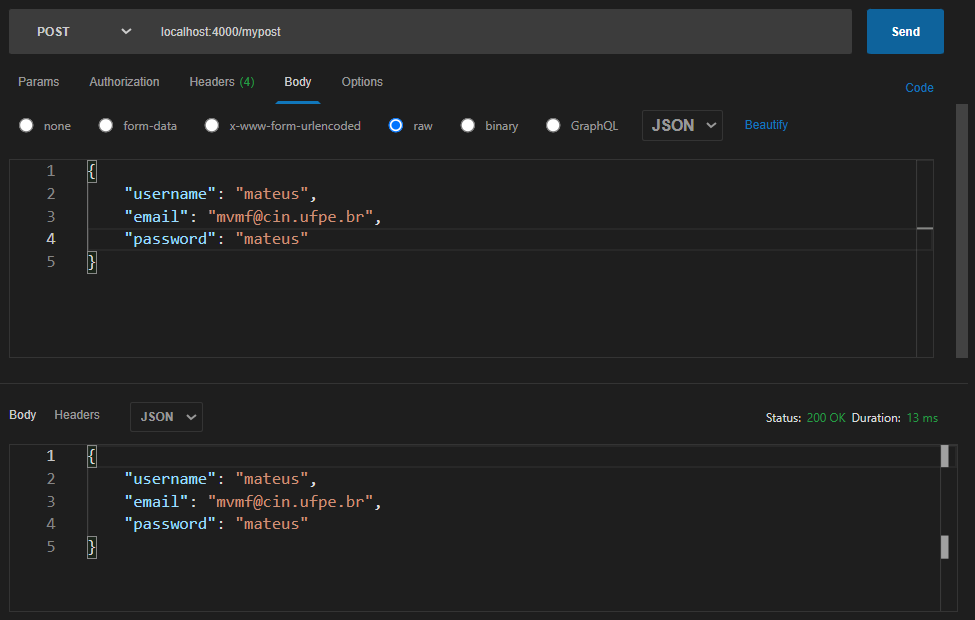 POST localhost:4000/mypost Send
Params Authorization Headers (4) Body Options Code
none form-data x-www-form-urlencoded raw binary GraphQL JSON Beautify
1 {
2 "username": "mateus",
3 "email": "mvmf@cin.ufpe.br",
4 "password": "mateus"
5 }
Body Headers JSON Status: 200 OK Duration: 13 ms
1 {
2 "username": "mateus",
3 "email": "mvmf@cin.ufpe.br",
4 "password": "mateus"
5 }